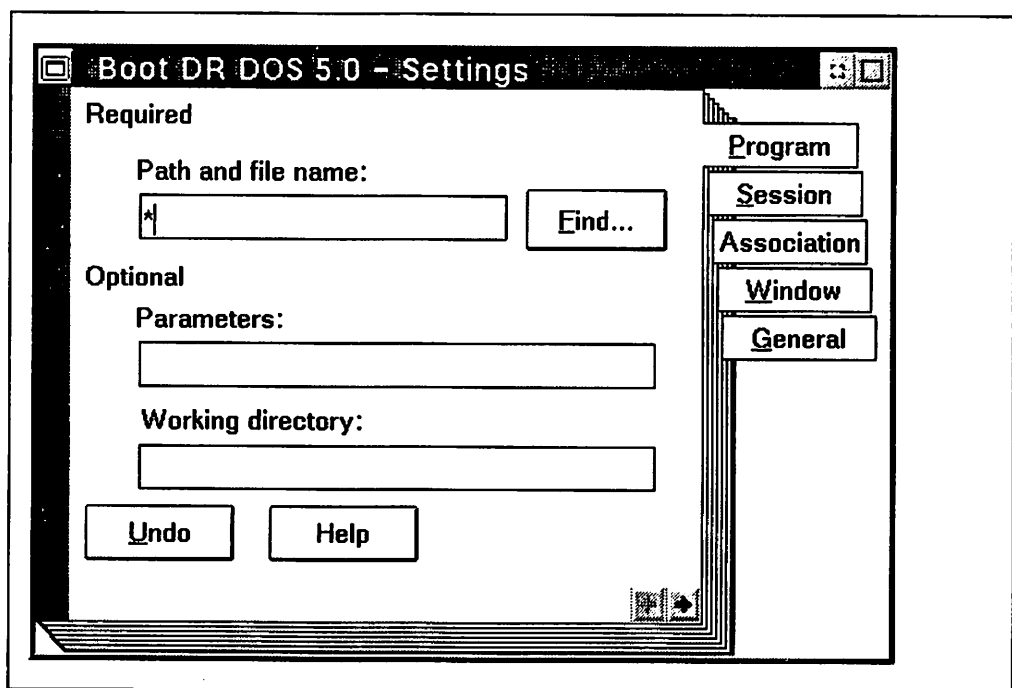 Boot DR DOS 5.0 – Settings
Required
Path and file name:
*
Find...
Optional
Parameters:
Working directory:
Undo
Help
Program
Session
Association
Window
General